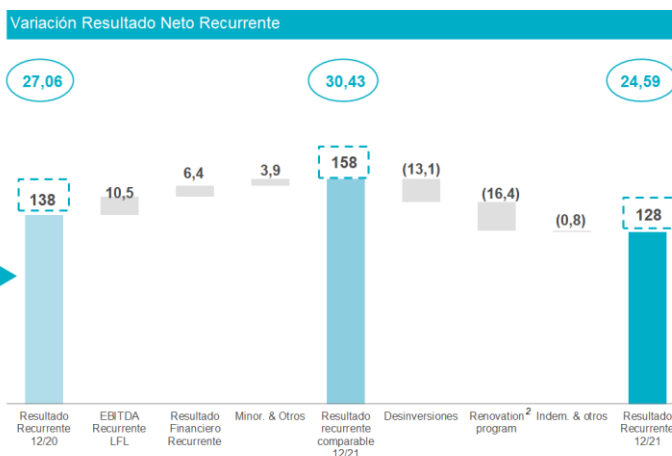 Variación Resultado Neto Recurrente
27,06
30,43
24,59
138
10,5
6,4
3,9
158
(13,1)
(16,4)
(0,8)
128
Resultado
Recurrente
12/20
EBITDA
Recurrente
LFL
Resultado
Financiero
Recurrente
Minor. & Otros
Resultado
recurrente
comparable
12/21
Desinversiones
Renovation²
program
Indem. & otros
Resultado
Recurrente
12/21